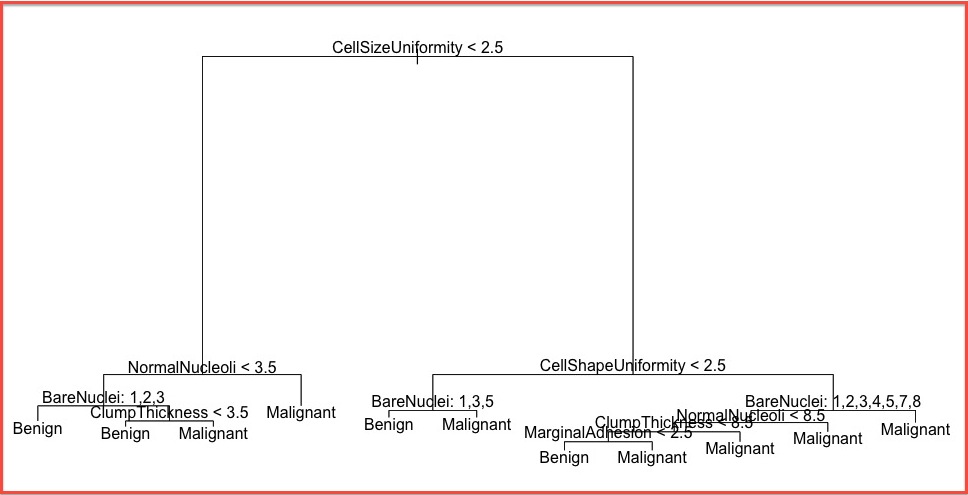 CellSizeUniformity < 2.5
NormalNucleoli < 3.5
CellShapeUniformity < 2.5
BareNuclei: 1,2,3
BareNuclei: 1,3,5
BareNuclei: 1,2,3,4,5,7,8
ClumpThickness < 3.5
Malignant
NormalNucleoli < 8.5
Benign
Benign
Malignant
Benign
Malignant
ClumpThickness < 8.5
Malignant
Malignant
MarginalAdhesion < 2.5
Malignant
Benign
Malignant